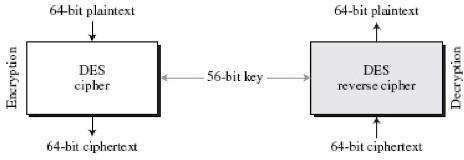 64-bit plaintext
64-bit plaintext
Encryption
DES
cipher
56-bit key
DES
reverse cipher
Decryption
64-bit ciphertext
64-bit ciphertext